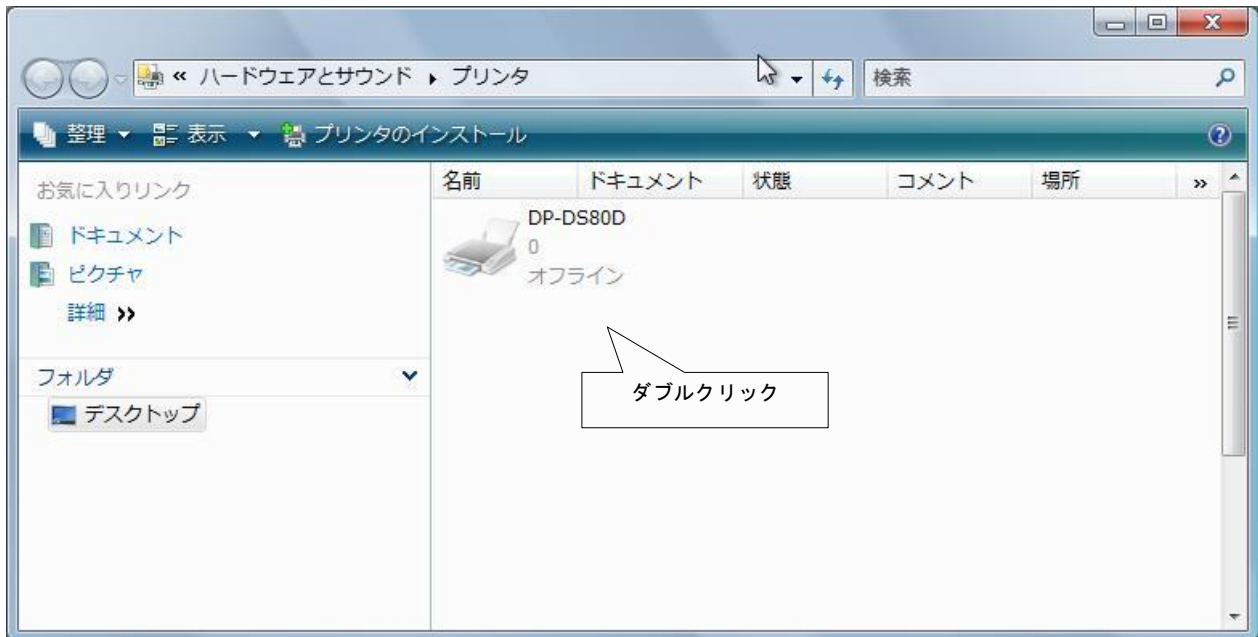 « ハードウェアとサウンド ▸ プリンタ
検索
整理 表示 プリンタのインストール
お気に入りリンク
ドキュメント
ピクチャ
詳細 »
フォルダ
デスクトップ
名前 ドキュメント 状態 コメント 場所 »
DP-DS80D
0
オフライン
ダブルクリック